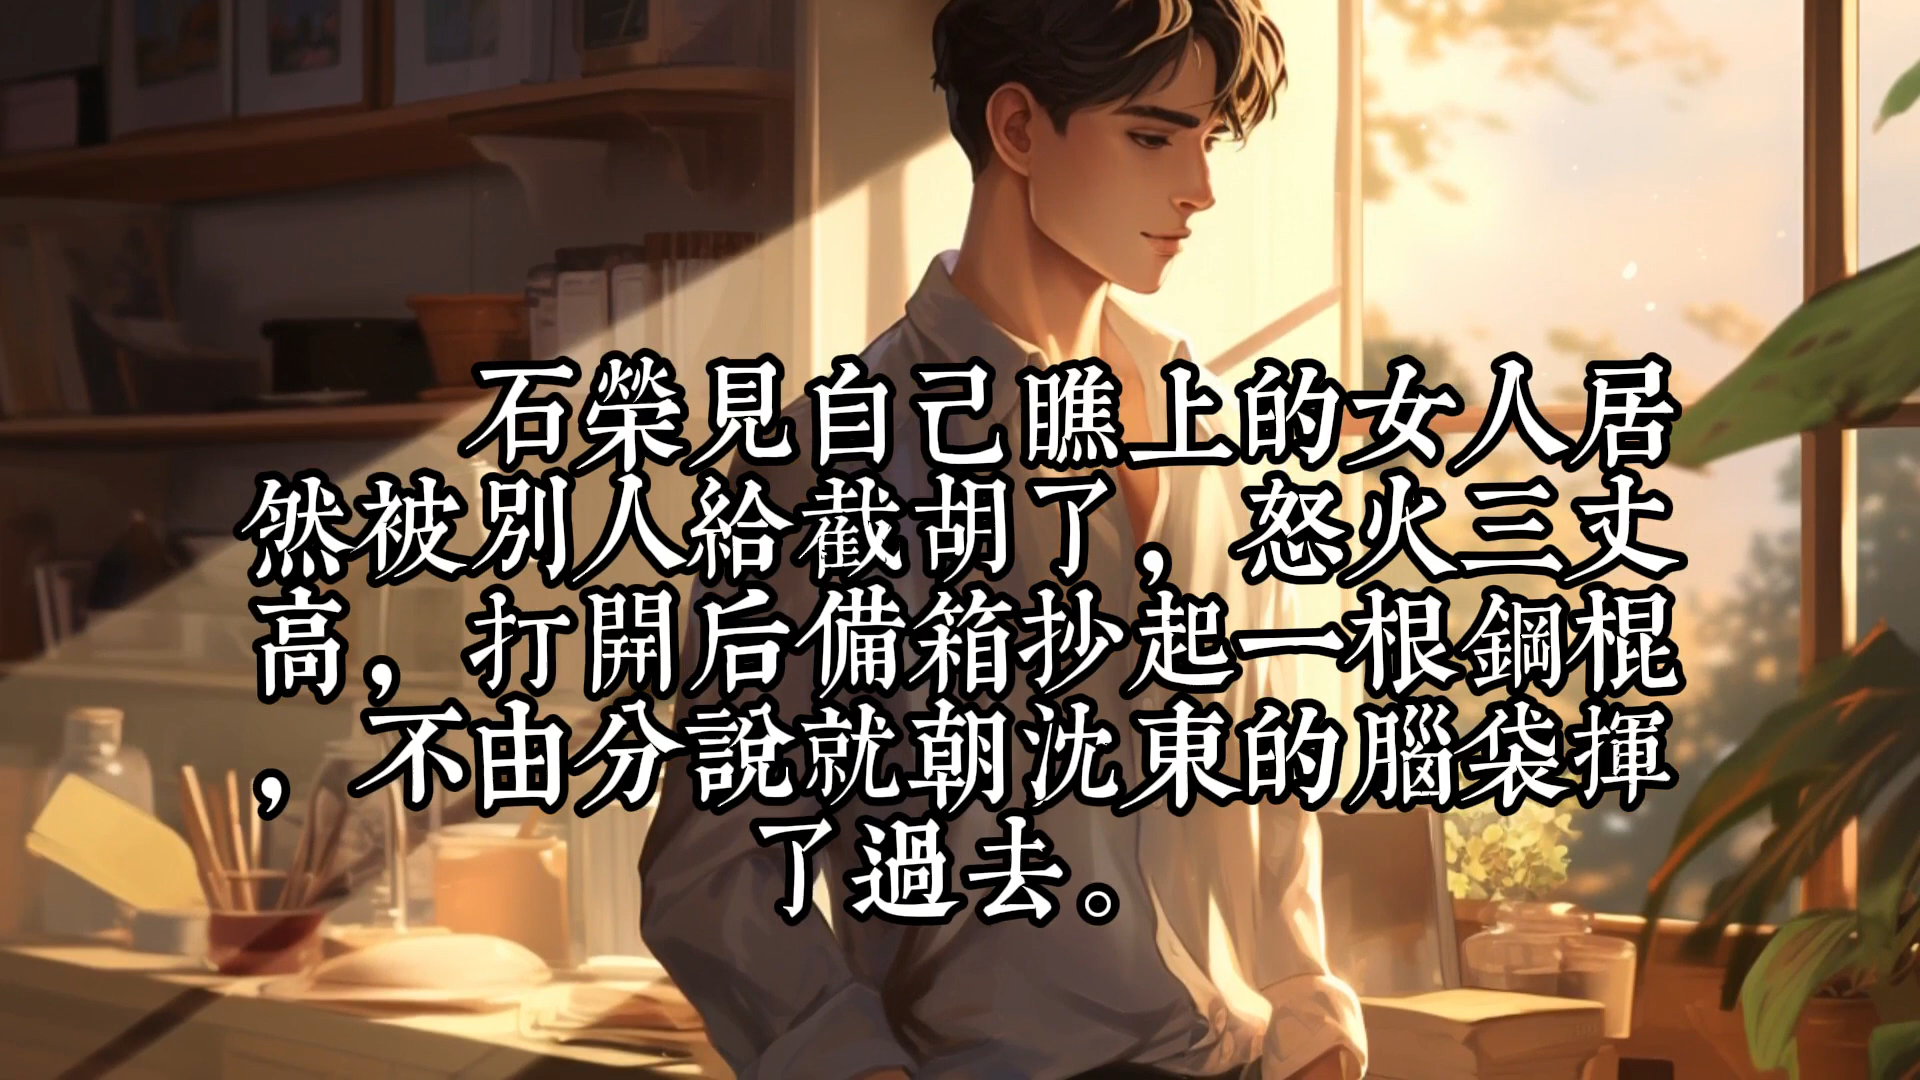 石榮見自己瞧上的女人居
然被別人給截胡了，怒火三丈
高，打開后備箱抄起一根鋼棍
，不由分說就朝沈東的腦袋揮
了過去。